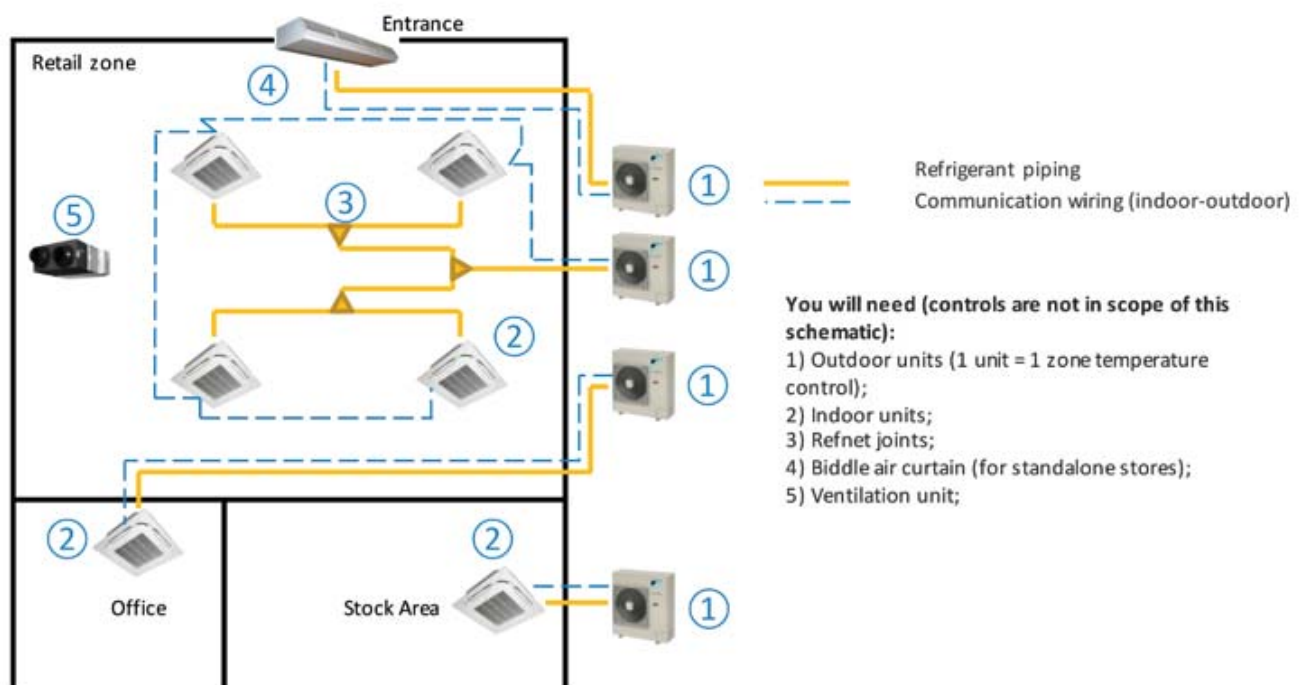 Entrance
Retail zone
4
5
3
1
1
2
1
2
2
1
Office
Stock Area
Refrigerant piping
Communication wiring (indoor-outdoor)
You will need (controls are not in scope of this
schematic):
1) Outdoor units (1 unit = 1 zone temperature
control);
2) Indoor units;
3) Refnet joints;
4) Biddle air curtain (for standalone stores);
5) Ventilation unit;